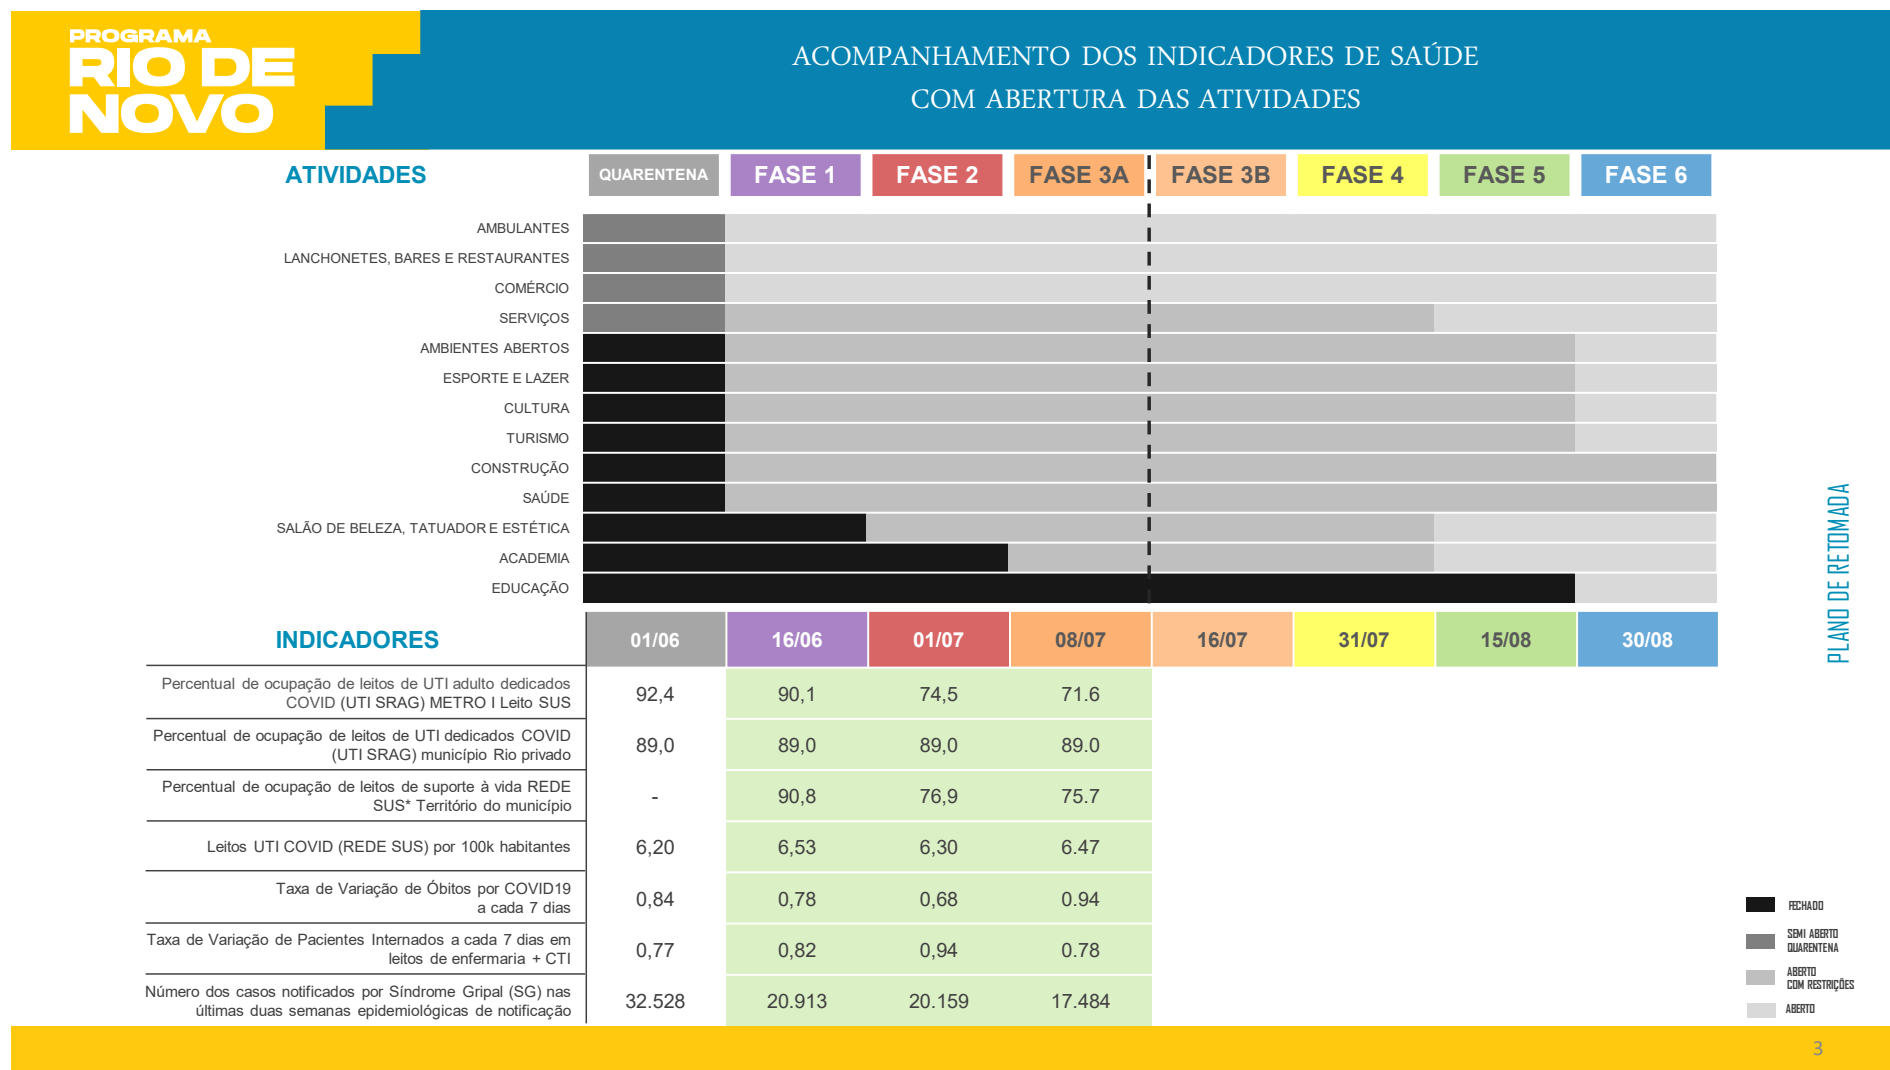 PROGRAMA
RIO DE
NOVO
ACOMPANHAMENTO DOS INDICADORES DE SAÚDE
COM ABERTURA DAS ATIVIDADES
ATIVIDADES QUARENTENA FASE 1 FASE 2 FASE 3A FASE 3B FASE 4 FASE 5 FASE 6
AMBULANTES
LANCHONETES, BARES E RESTAURANTES
COMÉRCIO
SERVIÇOS
AMBIENTES ABERTOS
ESPORTE E LAZER
CULTURA
TURISMO
CONSTRUÇÃO
SAÚDE
SALÃO DE BELEZA, TATUADOR E ESTÉTICA
ACADEMIA
EDUCAÇÃO
INDICADORES 01/06 16/06 01/07 08/07 16/07 31/07 15/08 30/08
Percentual de ocupação de leitos de UTI adulto dedicados
COVID (UTI SRAG) METRO I Leito SUS
92,4 90,1 74,5 71.6
Percentual de ocupação de leitos de UTI dedicados COVID
(UTI SRAG) município Rio privado
89,0 89,0 89,0 89.0
Percentual de ocupação de leitos de suporte à vida REDE
SUS* Território do município
- 90,8 76,9 75.7
Leitos UTI COVID (REDE SUS) por 100k habitantes 6,20 6,53 6,30 6.47
Taxa de Variação de Óbitos por COVID19
a cada 7 dias
0,84 0,78 0,68 0.94
Taxa de Variação de Pacientes Internados a cada 7 dias em
leitos de enfermaria + CTI
0,77 0,82 0,94 0.78
Número dos casos notificados por Síndrome Gripal (SG) nas
últimas duas semanas epidemiológicas de notificação
32.528 20.913 20.159 17.484
PLANO DE RETOMADA
FECHADO
SEMI ABERTO
QUARENTENA
ABERTO
COM RESTRIÇÕES
ABERTO
3